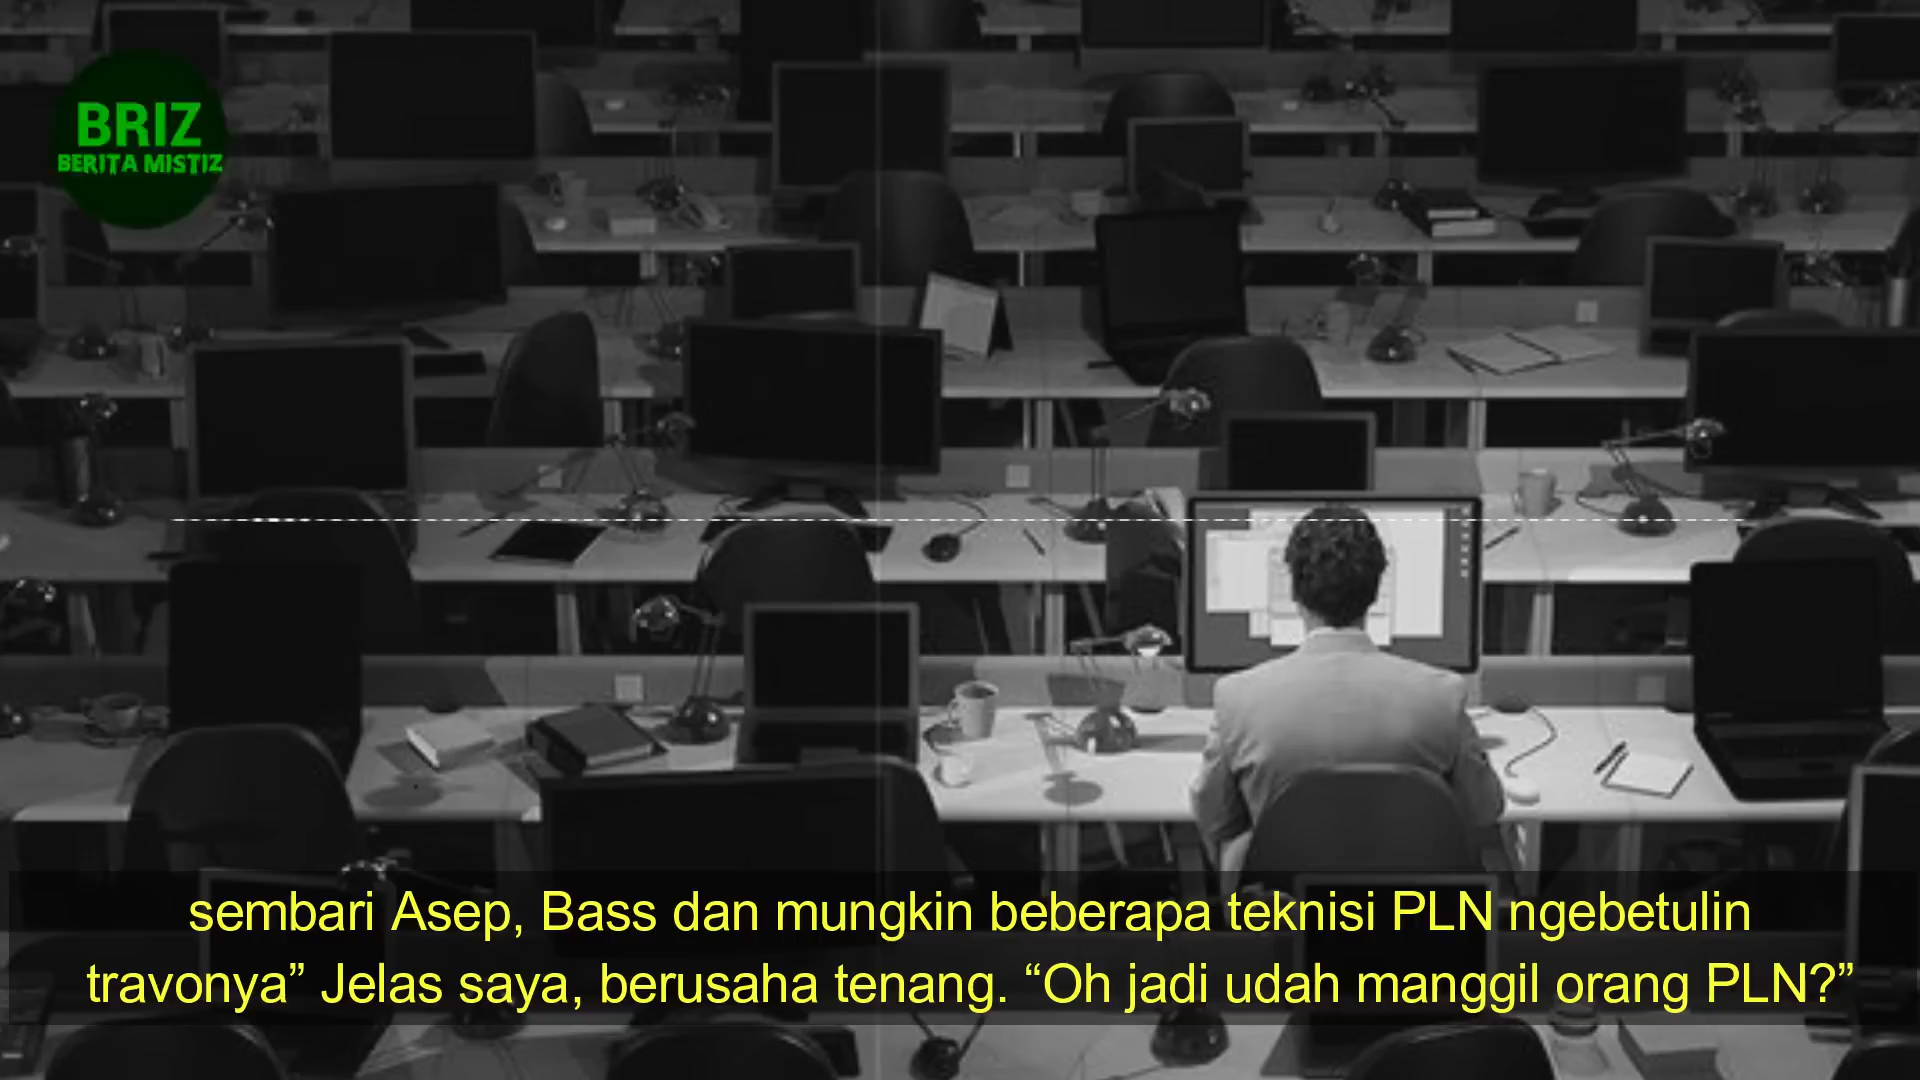 BRIZ
BERITA MISTIZ
sembari Asep, Bass dan mungkin beberapa teknisi PLN ngebetulin
travonya” Jelas saya, berusaha tenang. “Oh jadi udah manggil orang PLN?”